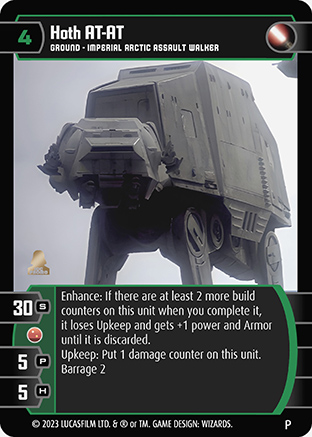 4
Hoth AT-AT
GROUND - IMPERIAL ARCTIC ASSAULT WALKER
30 S
5 P
5 H
Enhance: If there are at least 2 more build
counters on this unit when you complete it,
it loses Upkeep and gets +1 power and Armor
until it is discarded.
Upkeep: Put 1 damage counter on this unit.
Barrage 2
© 2023 LUCASFILM LTD. & ® or TM. GAME DESIGN: WIZARDS.
P